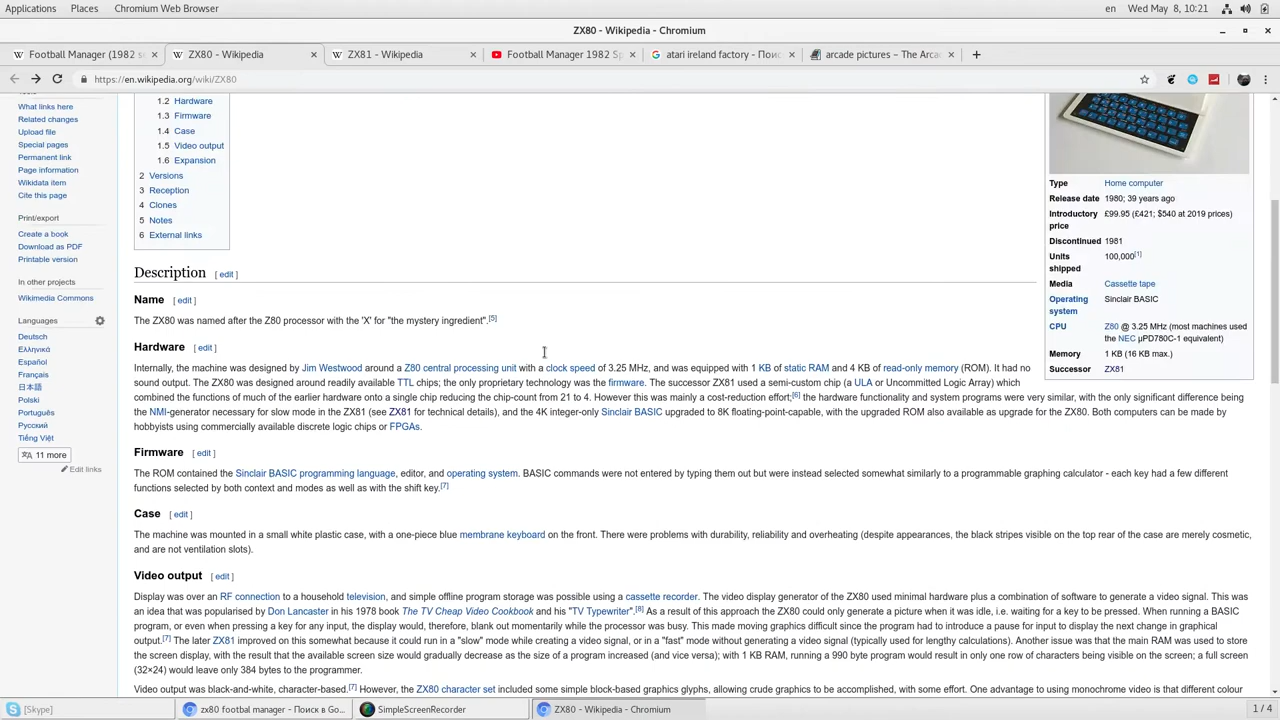 Applications Places Chromium Web Browser en Wed May 8, 10:21
ZX80 - Wikipedia - Chromium
Football Manager (1982 s ZX80 - Wikipedia ZX81 - Wikipedia Football Manager 1982 Sp atari ireland factory - Поис arcade pictures – The Arca
https://en.wikipedia.org/wiki/ZX80
What links here
Related changes
Upload file
Special pages
Permanent link
Page information
Wikidata item
Cite this page
Print/export
Create a book
Download as PDF
Printable version
In other projects
Wikimedia Commons
Languages
Deutsch
Ελληνικά
Español
Français
日本語
Polski
Português
Русский
Tiếng Việt
11 more
Edit links
1.2 Hardware
1.3 Firmware
1.4 Case
1.5 Video output
1.6 Expansion
2 Versions
3 Reception
4 Clones
5 Notes
6 External links
Type Home computer
Release date 1980; 39 years ago
Introductory price £99.95 (£421; $540 at 2019 prices)
Discontinued 1981
Units shipped 100,000[1]
Media Cassette tape
Operating system Sinclair BASIC
CPU Z80 @ 3.25 MHz (most machines used
the NEC μPD780C-1 equivalent)
Memory 1 KB (16 KB max.)
Successor ZX81
Description [ edit ]
Name [ edit ]
The ZX80 was named after the Z80 processor with the 'X' for "the mystery ingredient".[5]
Hardware [ edit ]
Internally, the machine was designed by Jim Westwood around a Z80 central processing unit with a clock speed of 3.25 MHz, and was equipped with 1 KB of static RAM and 4 KB of read-only memory (ROM). It had no
sound output. The ZX80 was designed around readily available TTL chips; the only proprietary technology was the firmware. The successor ZX81 used a semi-custom chip (a ULA or Uncommitted Logic Array) which
combined the functions of much of the earlier hardware onto a single chip reducing the chip-count from 21 to 4. However this was mainly a cost-reduction effort;[6] the hardware functionality and system programs were very similar, with the only significant difference being
the NMI-generator necessary for slow mode in the ZX81 (see ZX81 for technical details), and the 4K integer-only Sinclair BASIC upgraded to 8K floating-point-capable, with the upgraded ROM also available as upgrade for the ZX80. Both computers can be made by
hobbyists using commercially available discrete logic chips or FPGAs.
Firmware [ edit ]
The ROM contained the Sinclair BASIC programming language, editor, and operating system. BASIC commands were not entered by typing them out but were instead selected somewhat similarly to a programmable graphing calculator - each key had a few different
functions selected by both context and modes as well as with the shift key.[7]
Case [ edit ]
The machine was mounted in a small white plastic case, with a one-piece blue membrane keyboard on the front. There were problems with durability, reliability and overheating (despite appearances, the black stripes visible on the top rear of the case are merely cosmetic,
and are not ventilation slots).
Video output [ edit ]
Display was over an RF connection to a household television, and simple offline program storage was possible using a cassette recorder. The video display generator of the ZX80 used minimal hardware plus a combination of software to generate a video signal. This was
an idea that was popularised by Don Lancaster in his 1978 book The TV Cheap Video Cookbook and his "TV Typewriter".[8] As a result of this approach the ZX80 could only generate a picture when it was idle, i.e. waiting for a key to be pressed. When running a BASIC
program, or even when pressing a key for any input, the display would, therefore, blank out momentarily while the processor was busy. This made moving graphics difficult since the program had to introduce a pause for input to display the next change in graphical
output.[7] The later ZX81 improved on this somewhat because it could run in a "slow" mode while creating a video signal, or in a "fast" mode without generating a video signal (typically used for lengthy calculations). Another issue was that the main RAM was used to store
the screen display, with the result that the available screen size would gradually decrease as the size of a program increased (and vice versa); with 1 KB RAM, running a 990 byte program would result in only one row of characters being visible on the screen; a full screen
(32×24) would leave only 384 bytes to the programmer.
Video output was black-and-white, character-based.[7] However, the ZX80 character set included some simple block-based graphics glyphs, allowing crude graphics to be accomplished, with some effort. One advantage to using monochrome video is that different colour
[Skype] zx80 footbal manager - Поиск в Go... SimpleScreenRecorder ZX80 - Wikipedia - Chromium 1 / 4